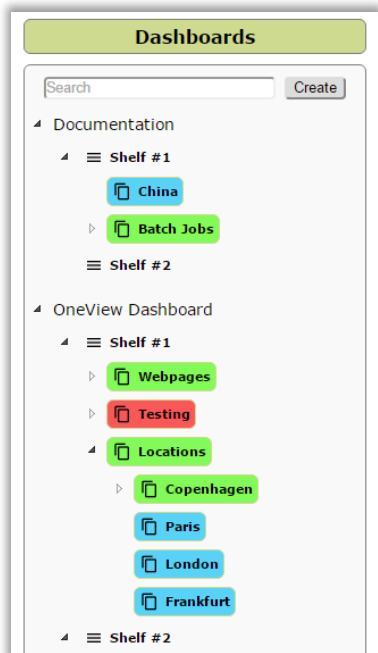 Dashboards
Search Create
Documentation
Shelf #1
China
Batch Jobs
Shelf #2
OneView Dashboard
Shelf #1
Webpages
Testing
Locations
Copenhagen
Paris
London
Frankfurt
Shelf #2